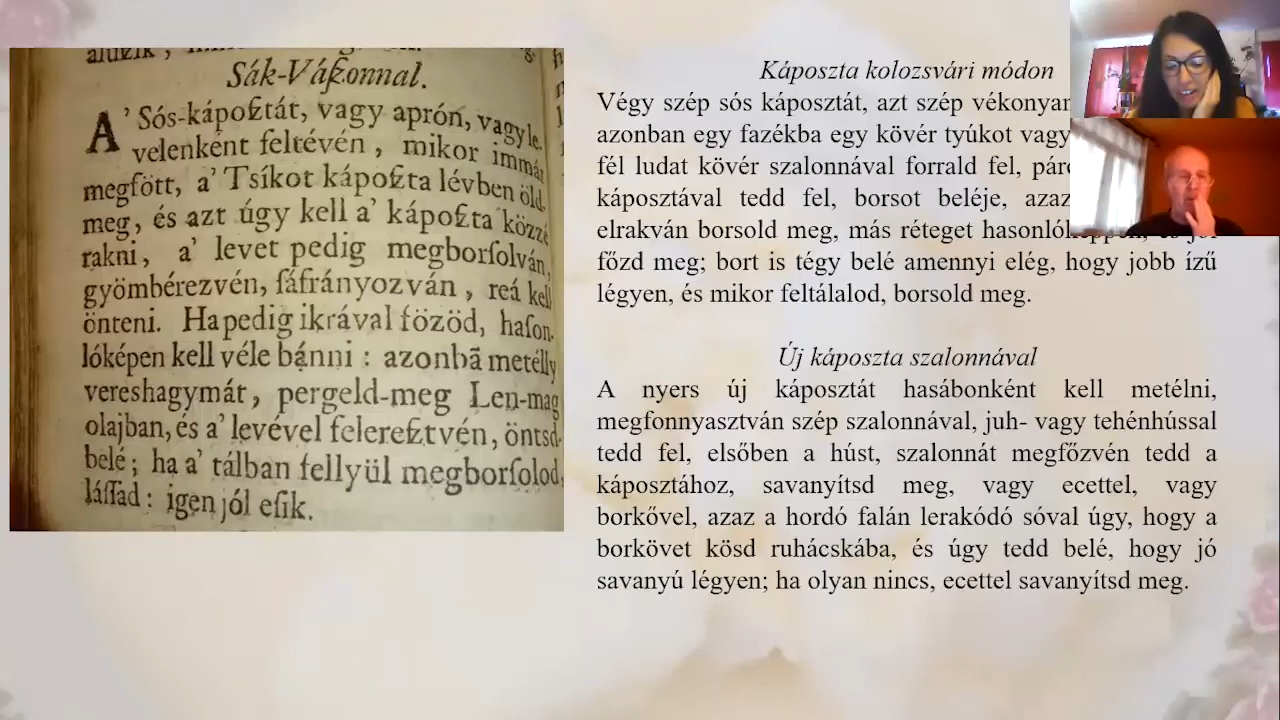 Sák-Váſzonnal.
A' Sós-kápoſztát, vagy aprón, vagy le-
velenként feltévén, mikor immár
megfött, a' Tsíkot kápoſzta lévben öld
meg, és azt úgy kell a' kápoſzta közzé
rakni, a' levet pedig megborſolván,
gyömbérezvén, ſáfrányozván, reá kell
önteni. Ha pedig ikrával fözöd, haſon-
lóképen kell véle bánni: azonbā metélly
vereshagymát, pergeld-meg Len-mag
olajban, és a' levével felereſztvén, öntsd-
belé; ha a' tálban fellyül megborſolod,
láſſad: igen jól eſik.
Káposzta kolozsvári módon
Végy szép sós káposztát, azt szép
azonban egy fazékba egy kövér tyúkot vagy
fél ludat kövér szalonnával forrald fel,
káposztával tedd fel, borsot beléje, azaz
elrakván borsold meg, más réteget
főzd meg; bort is tégy belé amennyi elég, hogy jobb ízű
légyen, és mikor feltálalod, borsold meg.
Új káposzta szalonnával
A nyers új káposztát hasábonként kell metélni,
megfonnyasztván szép szalonnával, juh- vagy tehénhússal
tedd fel, elsőben a húst, szalonnát megfőzvén tedd a
káposztához, savanyítsd meg, vagy ecettel, vagy
borkővel, azaz a hordó falán lerakódó sóval úgy, hogy a
borkövet kösd ruhácskába, és úgy tedd belé, hogy jó
savanyú légyen; ha olyan nincs, ecettel savanyítsd meg.